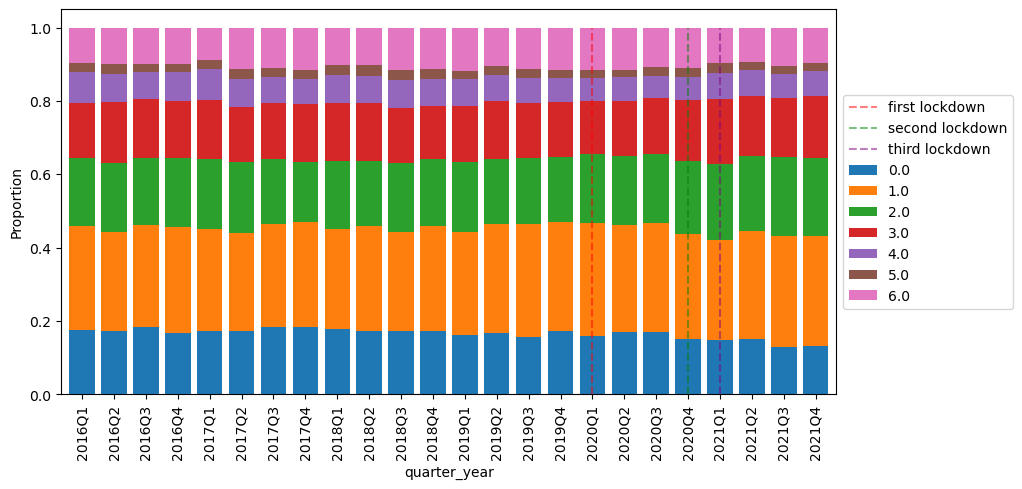 1.0
0.8
0.6
0.4
0.2
0.0
Proportion
2016Q1
2016Q2
2016Q3
2016Q4
2017Q1
2017Q2
2017Q3
2017Q4
2018Q1
2018Q2
2018Q3
2018Q4
2019Q1
2019Q2
2019Q3
2019Q4
2020Q1
2020Q2
2020Q3
2020Q4
2021Q1
2021Q2
2021Q3
2021Q4
quarter_year
first lockdown
second lockdown
third lockdown
0.0
1.0
2.0
3.0
4.0
5.0
6.0